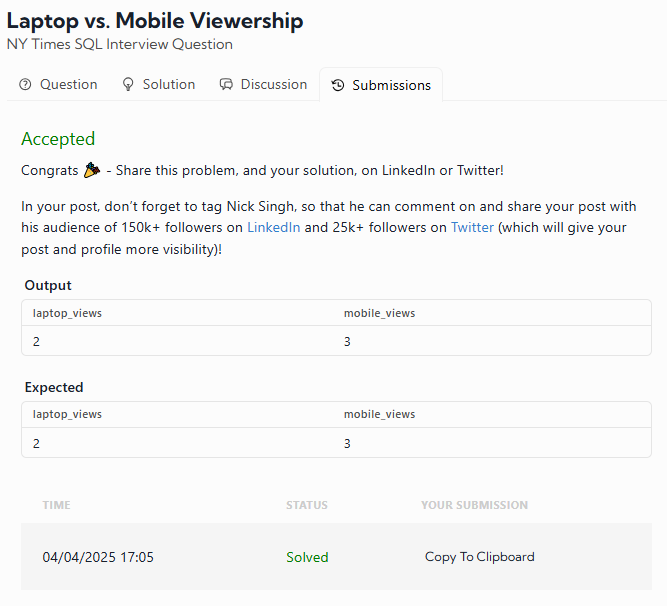 Laptop vs. Mobile Viewership
NY Times SQL Interview Question
Question Solution Discussion Submissions
Accepted
Congrats 🎉 - Share this problem, and your solution, on LinkedIn or Twitter!
In your post, don't forget to tag Nick Singh, so that he can comment on and share your post with
his audience of 150k+ followers on LinkedIn and 25k+ followers on Twitter (which will give your
post and profile more visibility)!
Output
laptop_views mobile_views
2 3
Expected
laptop_views mobile_views
2 3
TIME STATUS YOUR SUBMISSION
04/04/2025 17:05 Solved Copy To Clipboard